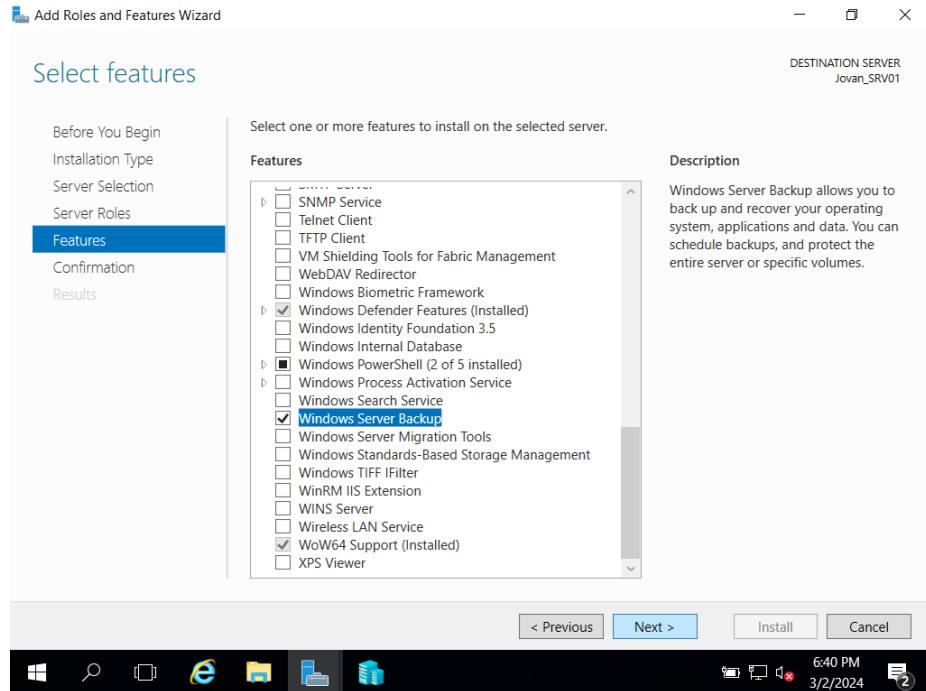 Add Roles and Features Wizard
Select features
DESTINATION SERVER
Jovan_SRV01
Before You Begin
Installation Type
Server Selection
Server Roles
Features
Confirmation
Results
Select one or more features to install on the selected server.
Features
SNMP Service
Telnet Client
TFTP Client
VM Shielding Tools for Fabric Management
WebDAV Redirector
Windows Biometric Framework
Windows Defender Features (Installed)
Windows Identity Foundation 3.5
Windows Internal Database
Windows PowerShell (2 of 5 installed)
Windows Process Activation Service
Windows Search Service
Windows Server Backup
Windows Server Migration Tools
Windows Standards-Based Storage Management
Windows TIFF IFilter
WinRM IIS Extension
WINS Server
Wireless LAN Service
WoW64 Support (Installed)
XPS Viewer
Description
Windows Server Backup allows you to
back up and recover your operating
system, applications and data. You can
schedule backups, and protect the
entire server or specific volumes.
< Previous
Next >
Install
Cancel
6:40 PM
3/2/2024
2